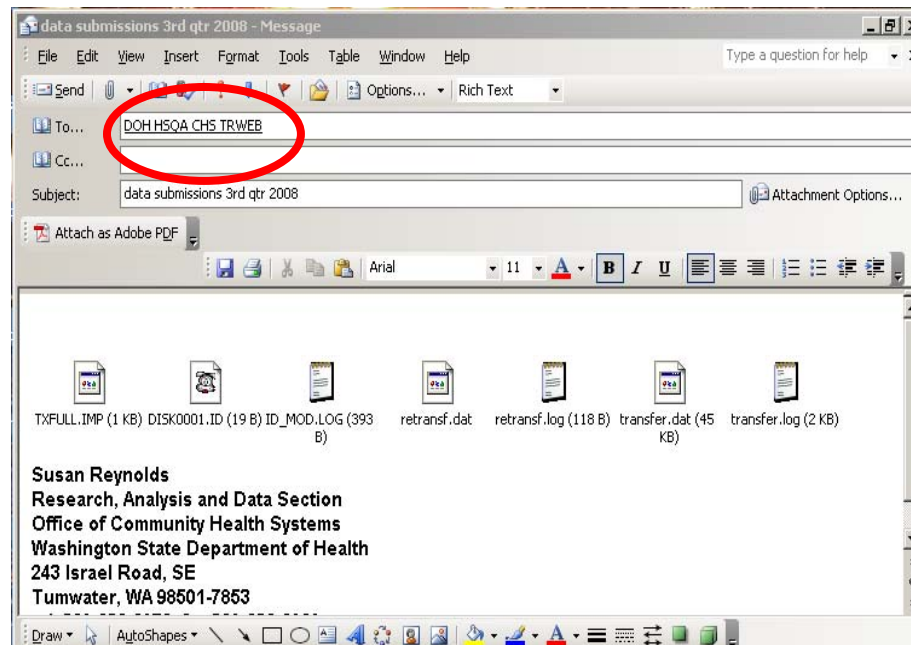 data submissions 3rd qtr 2008 - Message
File Edit View Insert Format Tools Table Window Help Type a question for help
Send Options... Rich Text
To... DOH HSQA CHS TRWEB
Cc...
Subject: data submissions 3rd qtr 2008 Attachment Options...
Attach as Adobe PDF
Arial 11 A B I U
TXFULL.IMP (1 KB) DISK0001.ID (19 B) ID_MOD.LOG (393 B) retransf.dat retransf.log (118 B) transfer.dat (45 KB) transfer.log (2 KB)
Susan Reynolds
Research, Analysis and Data Section
Office of Community Health Systems
Washington State Department of Health
243 Israel Road, SE
Tumwater, WA 98501-7853
Draw AutoShapes A